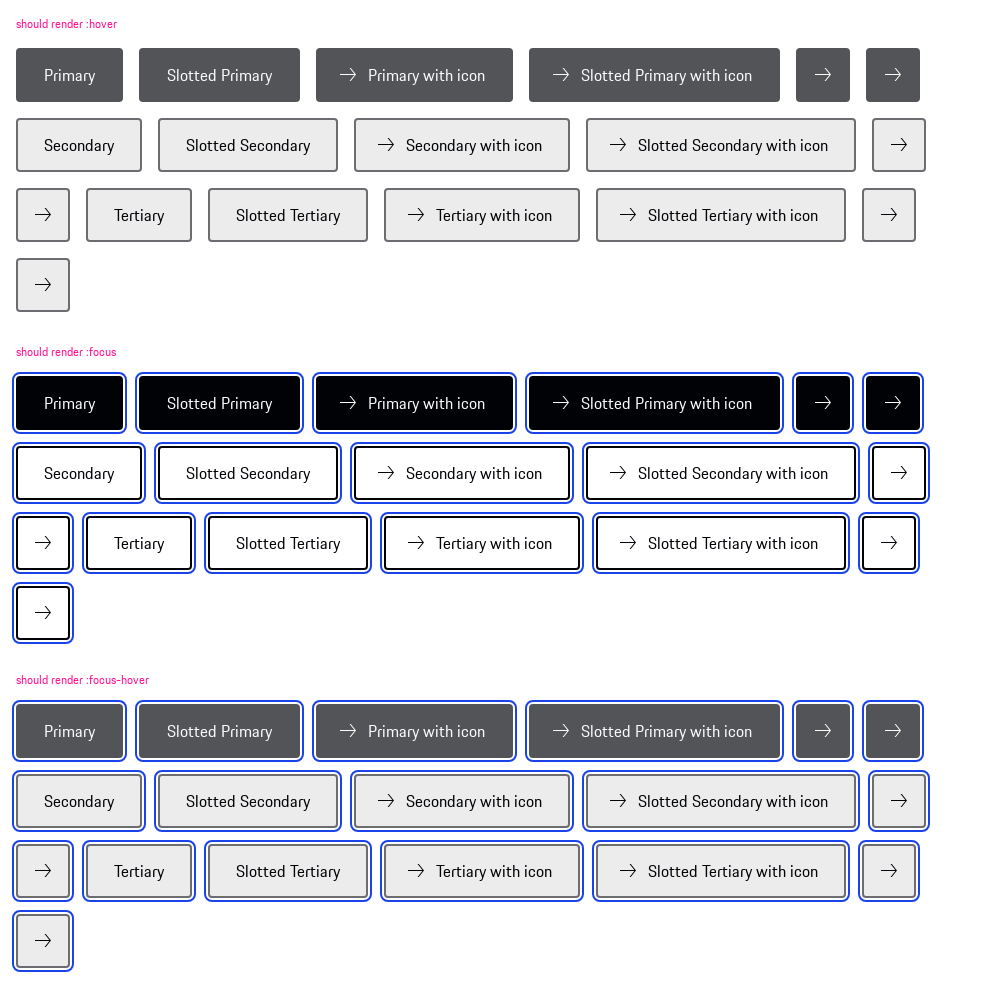 should render :hover
Primary Slotted Primary Primary with icon Slotted Primary with icon
Secondary Slotted Secondary Secondary with icon Slotted Secondary with icon
Tertiary Slotted Tertiary Tertiary with icon Slotted Tertiary with icon
should render :focus
Primary Slotted Primary Primary with icon Slotted Primary with icon
Secondary Slotted Secondary Secondary with icon Slotted Secondary with icon
Tertiary Slotted Tertiary Tertiary with icon Slotted Tertiary with icon
should render :focus-hover
Primary Slotted Primary Primary with icon Slotted Primary with icon
Secondary Slotted Secondary Secondary with icon Slotted Secondary with icon
Tertiary Slotted Tertiary Tertiary with icon Slotted Tertiary with icon